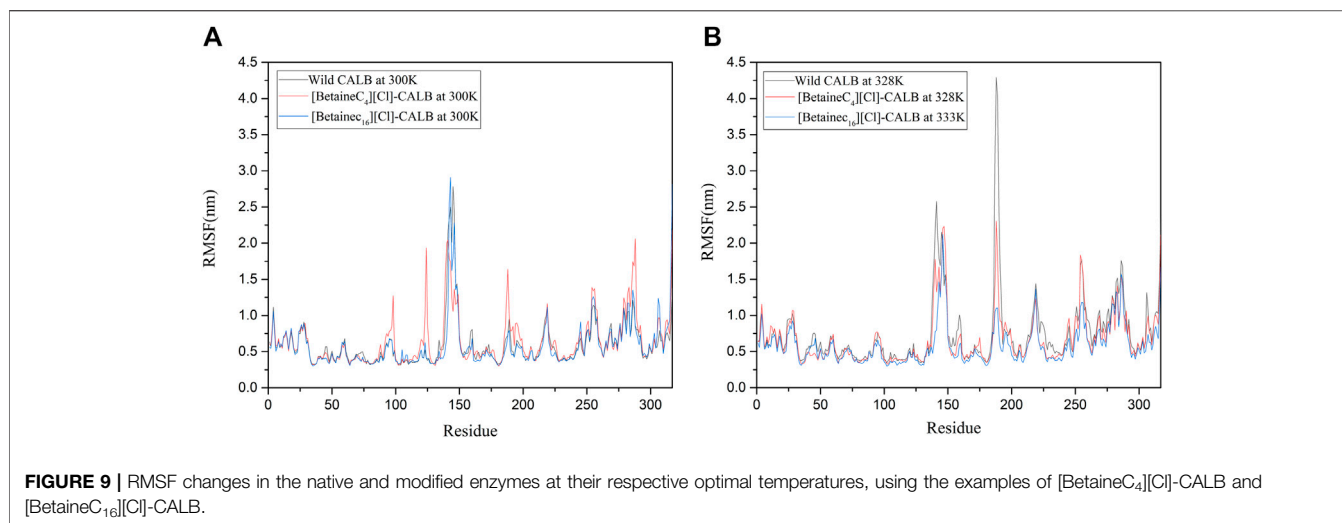 A
B
4.5
4.0
3.5
3.0
2.5
2.0
1.5
1.0
0.5
0.0
RMSF(nm)
Wild CALB at 300K
[BetaineC₄][Cl]-CALB at 300K
[Betainec₁₆][Cl]-CALB at 300K
0 50 100 150 200 250 300
Residue
4.5
4.0
3.5
3.0
2.5
2.0
1.5
1.0
0.5
0.0
RMSF(nm)
Wild CALB at 328K
[BetaineC₄][Cl]-CALB at 328K
[Betainec₁₆][Cl]-CALB at 333K
0 50 100 150 200 250 300
Residue
FIGURE 9 | RMSF changes in the native and modified enzymes at their respective optimal temperatures, using the examples of [BetaineC₄][Cl]-CALB and
[BetaineC₁₆][Cl]-CALB.